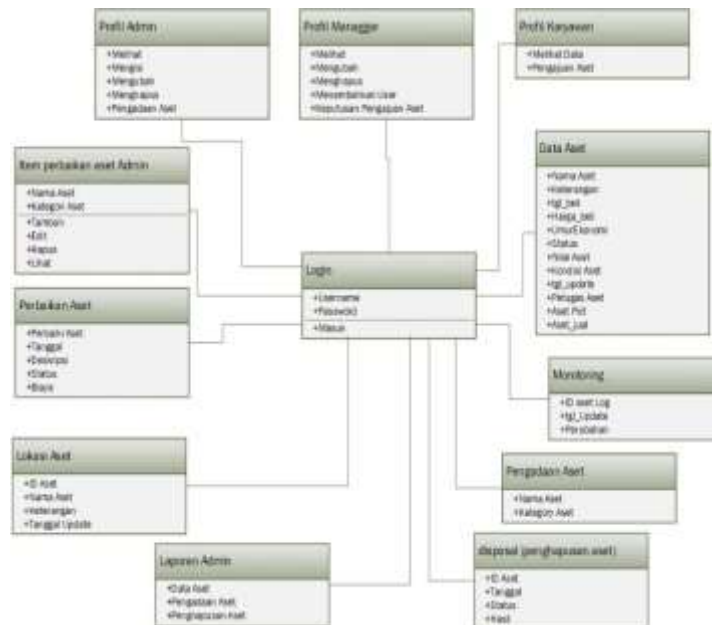 Profil Admin
+Melihat
+Mengisi
+Mengubah
+Menghapus
+Pengadaan Aset
Profil Manager
+Melihat
+Mengubah
+Menghapus
+Menambahkan User
+Keputusan Pengajuan Aset
Profil Karyawan
+Melihat Data
+Pengajuan Aset
Item perbaikan aset Admin
+Nama Aset
+Kategori Aset
+Tambah
+Edit
+Hapus
+Lihat
Data Aset
+Nama Aset
+Keterangan
+tgl_beli
+Harga_beli
+UmurEkonomi
+Status
+Nilai Aset
+Kondisi Aset
+tgl_update
+Petugas Aset
+Aset
+Aset_jual
Login
+Username
+Password
+Masuk
Perbaikan Aset
+Tanggal
+Deskripsi
+Status
+Biaya
Monitoring
+ID aset Log
+tgl_Update
+Perubahan
Lokasi Aset
+ID Aset
+Nama Aset
+Keterangan
+Tanggal Update
Pengadaan Aset
+Nama Aset
+Kategory Aset
Laporan Admin
+Data Aset
+Pengadaan Aset
+Penghapusan Aset
disposal (penghapusan aset)
+ID Aset
+Tanggal
+Status
+Hasil